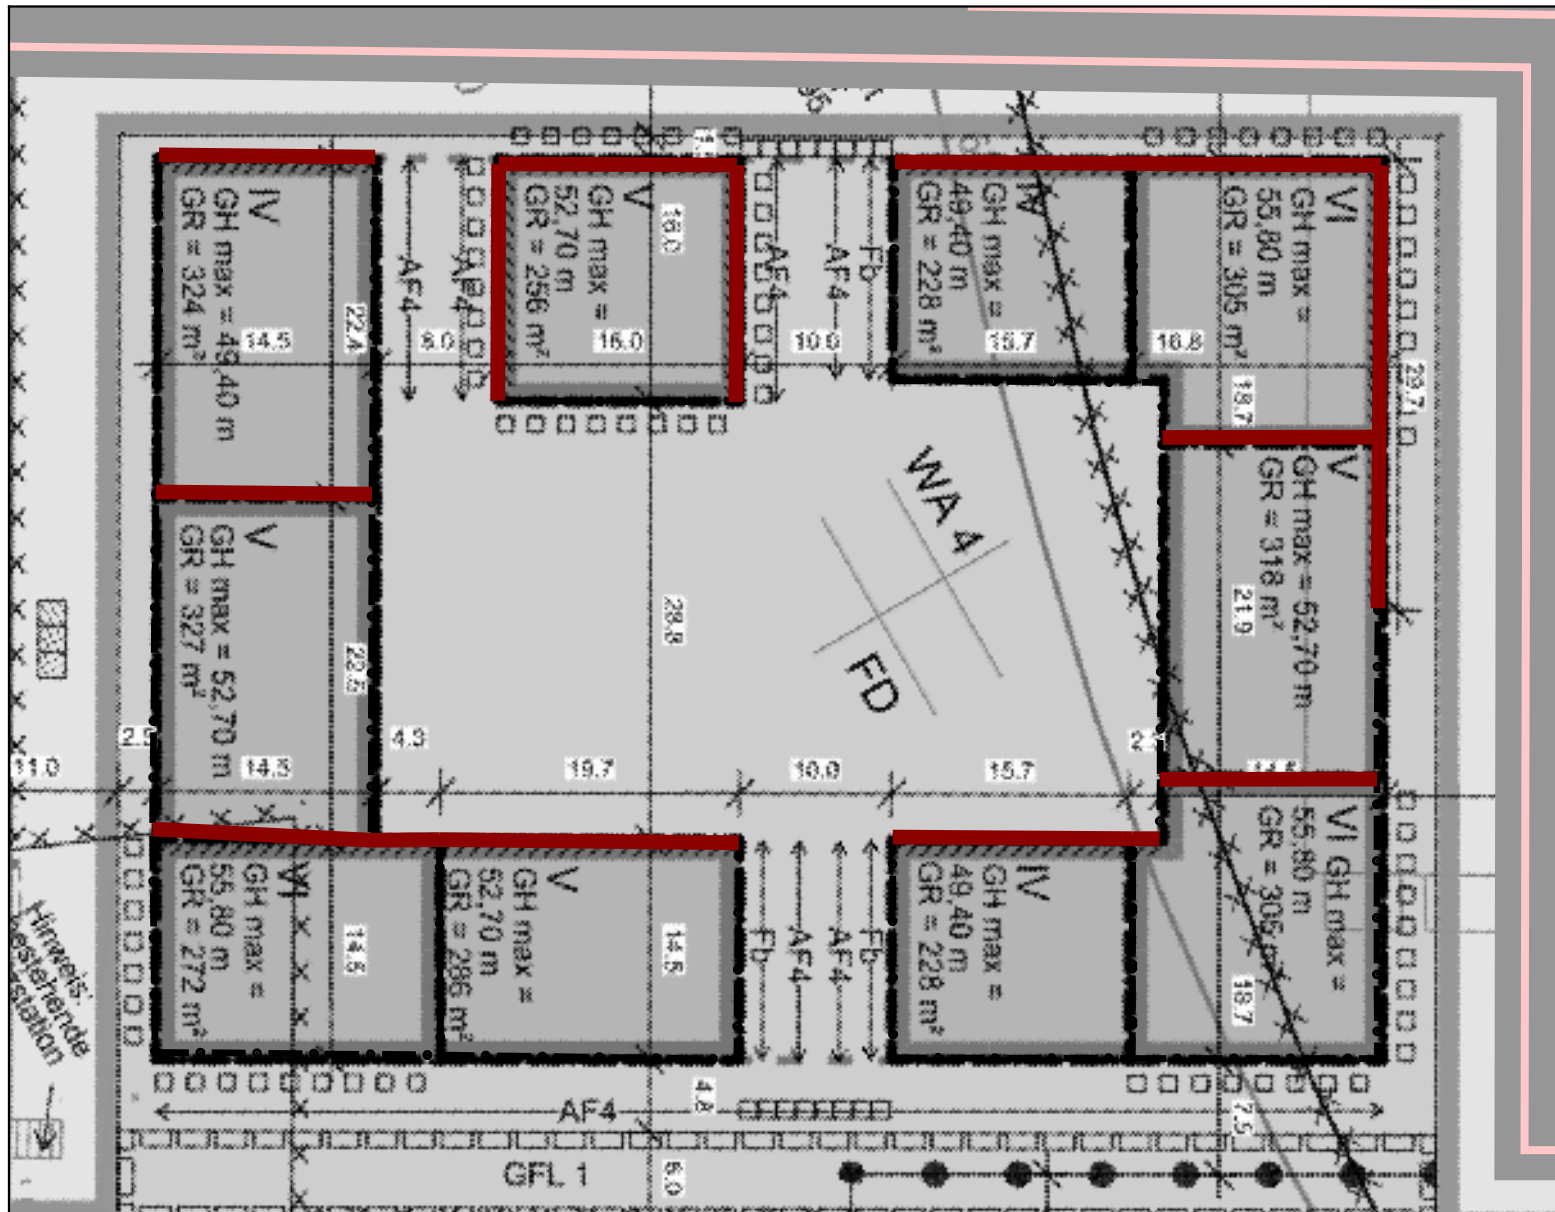 IV
GH max = 49,40 m
GR = 324 m²
V
GH max =
52,70 m
GR = 256 m²
IV
GH max =
49,40 m
GR = 228 m²
VI
GH max =
55,80 m
GR = 305 m²
AF4
AF4
AF4
AF4
Fb
22.4
16.0
14.5
8.0
16.0
10.0
15.7
16.8
18.7
29.7
V
GH max = 52,70 m
GR = 327 m²
V
GH max = 52,70 m
GR = 318 m²
WA 4
FD
22.5
28.8
21.9
11.0
14.5
4.3
19.7
10.0
15.7
VI
GH max =
55,80 m
GR = 272 m²
V
GH max =
52,70 m
GR = 286 m²
IV
GH max =
49,40 m
GR = 228 m²
VI GH max =
55,80 m
GR = 305 m²
14.5
14.5
Fb
AF4
AF4
Fb
18.7
Hinweis:
bestehende
station
4.8
7.5
AF4
GFL 1
6.0